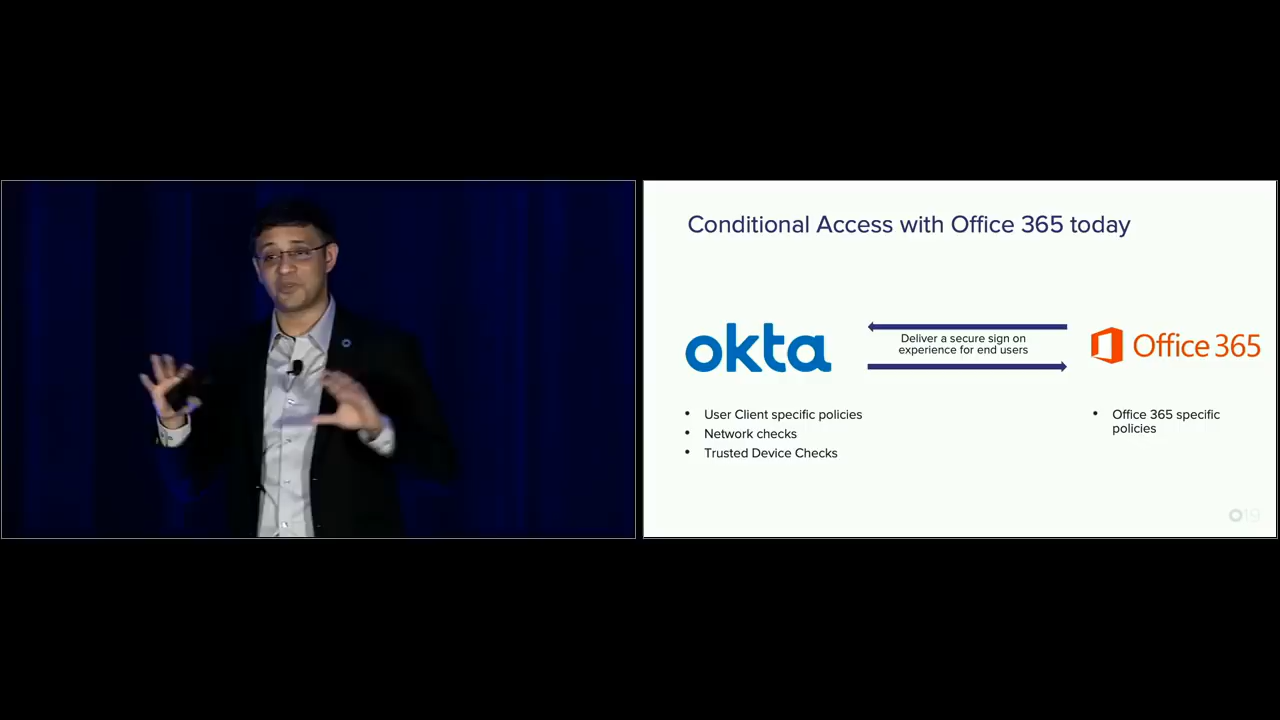 Conditional Access with Office 365 today
okta
Deliver a secure sign on
experience for end users
Office 365
• User Client specific policies
• Network checks
• Trusted Device Checks
• Office 365 specific
policies
O19